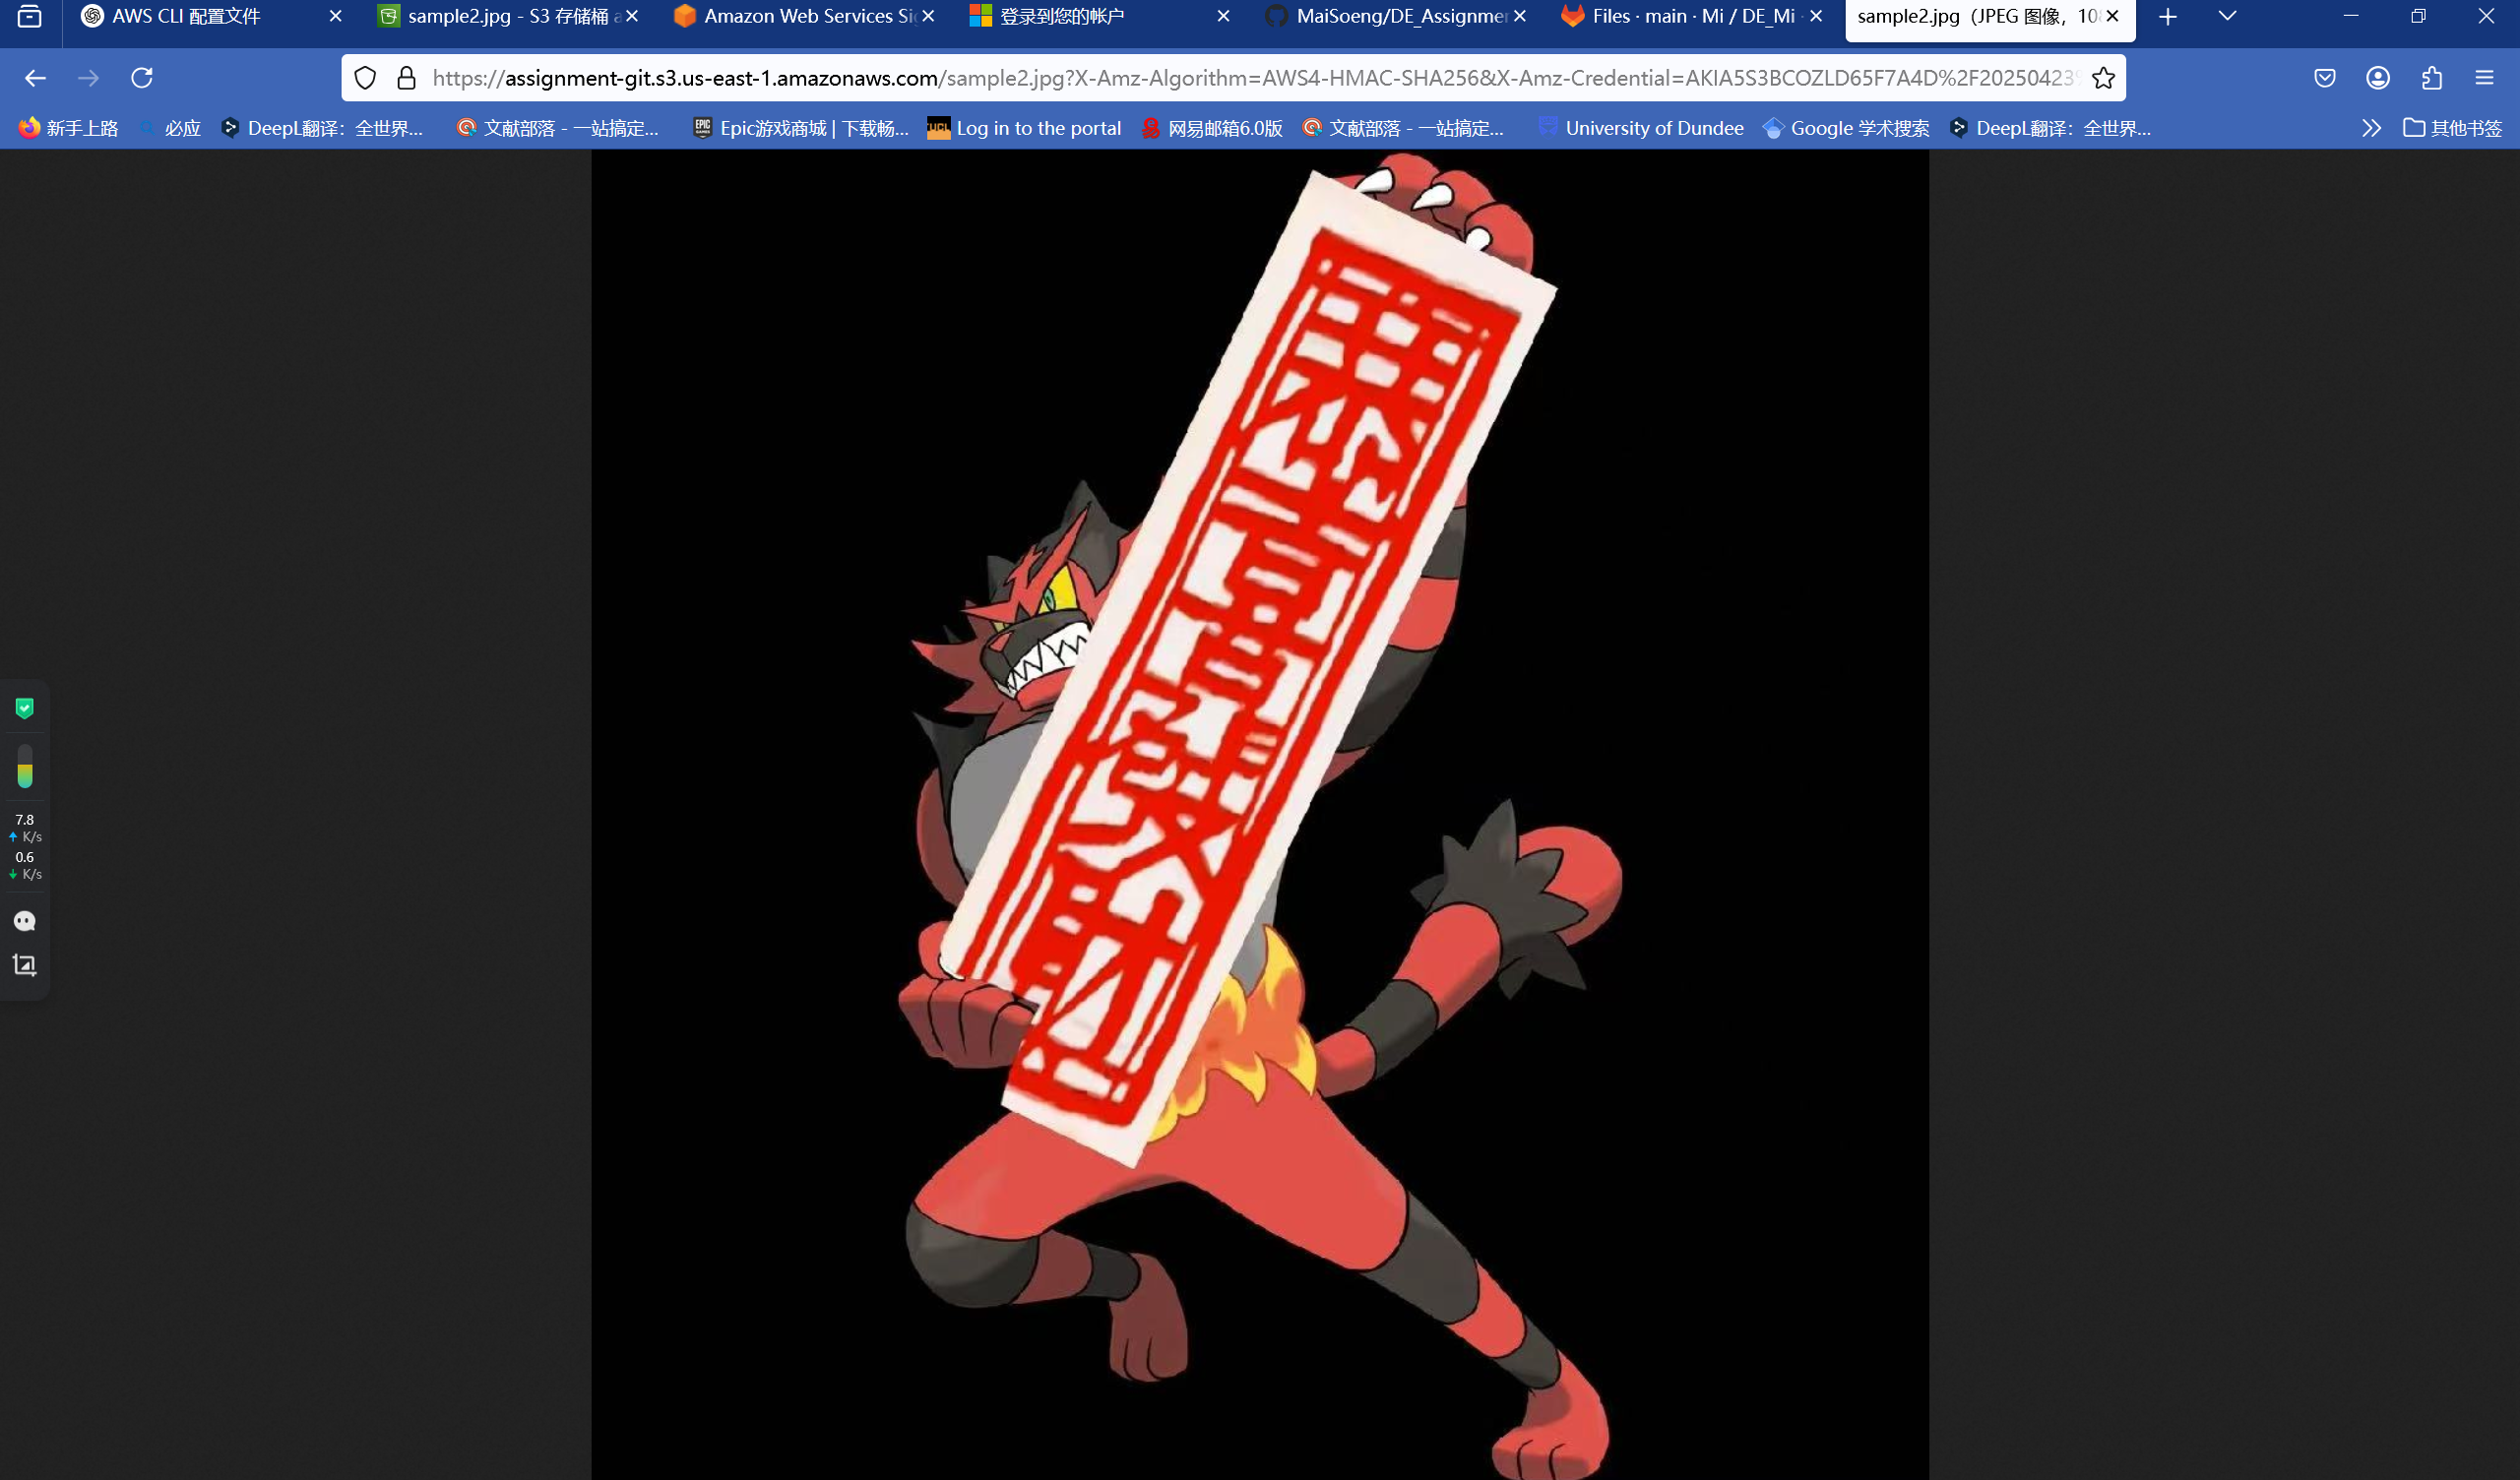 AWS CLI 配置文件
sample2.jpg - S3 存储桶
Amazon Web Services Si
登录到您的帐户
MaiSoeng/DE_Assignmer
Files · main · Mi / DE_Mi
sample2.jpg（JPEG 图像，10
https://assignment-git.s3.us-east-1.amazonaws.com/sample2.jpg?X-Amz-Algorithm=AWS4-HMAC-SHA256&X-Amz-Credential=AKIA5S3BCOZLD65F7A4D%2F20250423
新手上路 必应 DeepL翻译：全世界... 文献部落 - 一站搞定... Epic游戏商城 | 下载畅... Log in to the portal 网易邮箱6.0版 文献部落 - 一站搞定... University of Dundee Google 学术搜索 DeepL翻译：全世界... 其他书签
恭喜發財
7.8
K/s
0.6
K/s